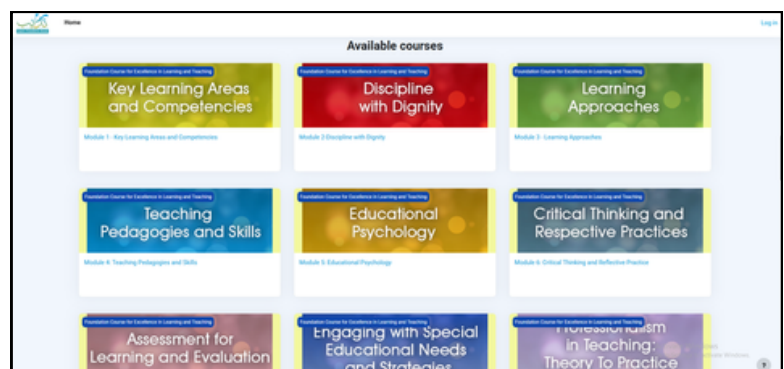 Home
Log in
Available courses
Foundation Course for Excellence in Learning and Teaching
Key Learning Areas
and Competencies
Module 1 - Key Learning Areas and Competencies
Foundation Course for Excellence in Learning and Teaching
Discipline
with Dignity
Module 2-Discipline with Dignity
Foundation Course for Excellence in Learning and Teaching
Learning
Approaches
Module 3 - Learning Approaches
Foundation Course for Excellence in Learning and Teaching
Teaching
Pedagogies and Skills
Module 4: Teaching Pedagogies and Skills
Foundation Course for Excellence in Learning and Teaching
Educational
Psychology
Module 5: Educational Psychology
Foundation Course for Excellence in Learning and Teaching
Critical Thinking and
Respective Practices
Module 6: Critical Thinking and Reflective Practice
Foundation Course for Excellence in Learning and Teaching
Assessment for
Learning and Evaluation
Foundation Course for Excellence in Learning and Teaching
Engaging with Special
Educational Needs
and Strategies
Foundation Course for Excellence in Learning and Teaching
Professionalism
in Teaching:
Theory To Practice
Windows
?